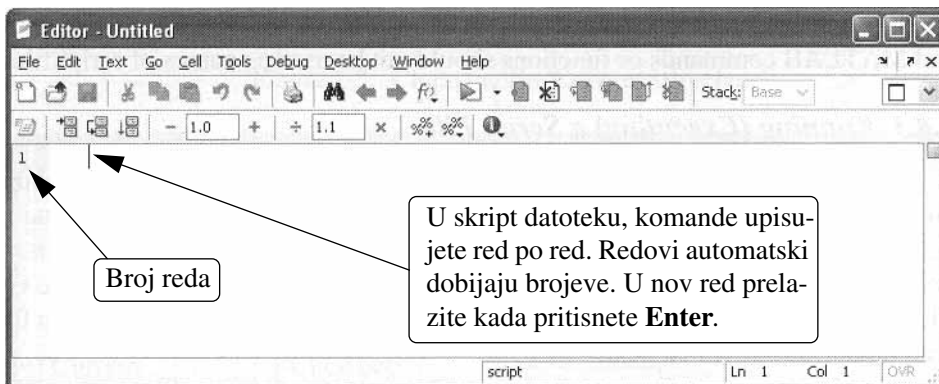 Editor - Untitled
File Edit Text Go Cell Tools Debug Desktop Window Help
Stack: Base
- 1.0 + ÷ 1.1 ×
1
Broj reda
U skript datoteku, komande upisu-
jete red po red. Redovi automatski
dobijaju brojeve. U nov red prela-
zite kada pritisnete Enter.
script Ln 1 Col 1 OVR